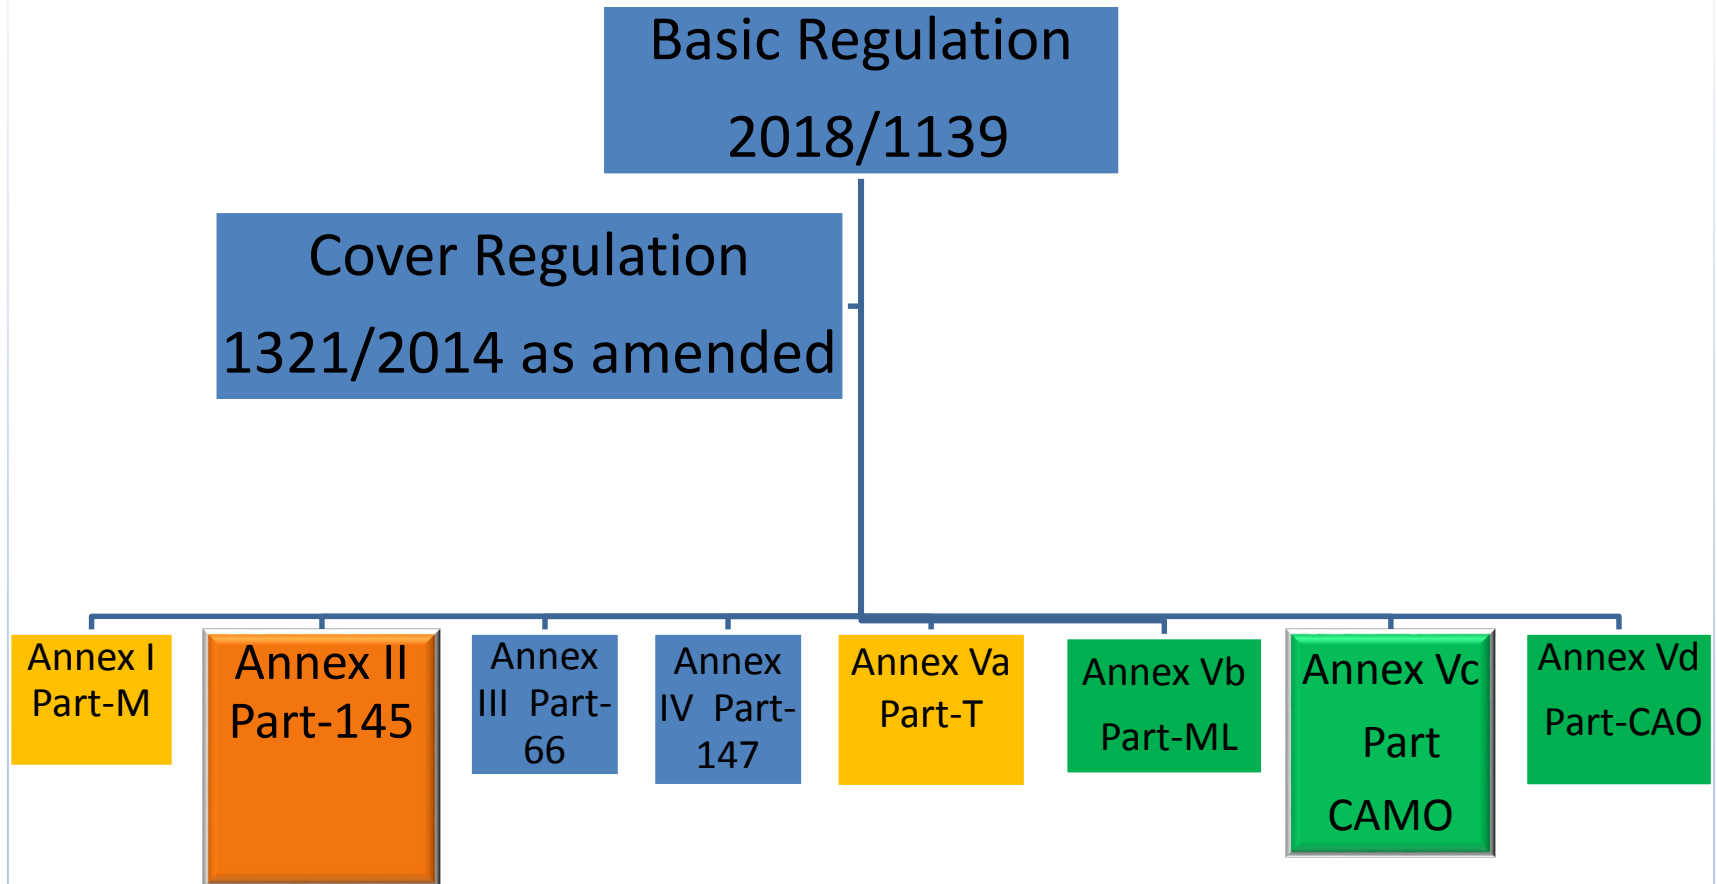 Basic Regulation
2018/1139
Cover Regulation
1321/2014 as amended
Annex I
Part-M
Annex II
Part-145
Annex
III Part-
66
Annex
IV Part-
147
Annex Va
Part-T
Annex Vb
Part-ML
Annex Vc
Part
CAMO
Annex Vd
Part-CAO